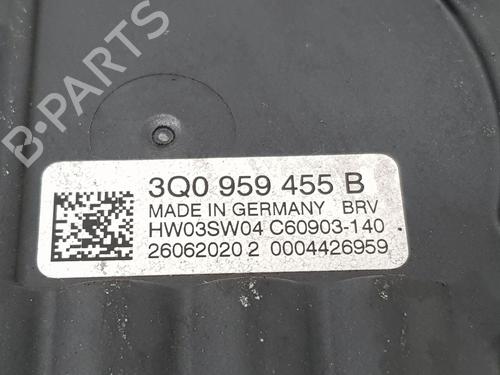 B-PARTS
3Q0 959 455 B
MADE IN GERMANY BRV
HW03SW04 C60903-140
26062020 2 0004426959